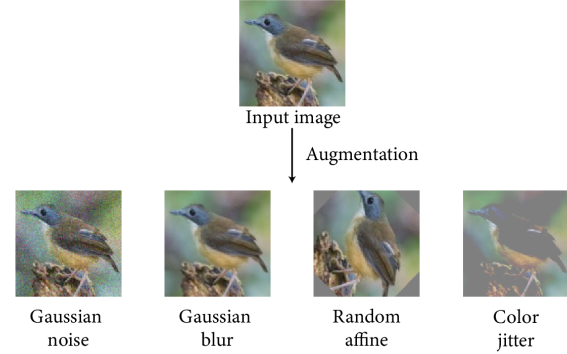 Input image
Augmentation
Gaussian
noise
Gaussian
blur
Random
affine
Color
jitter